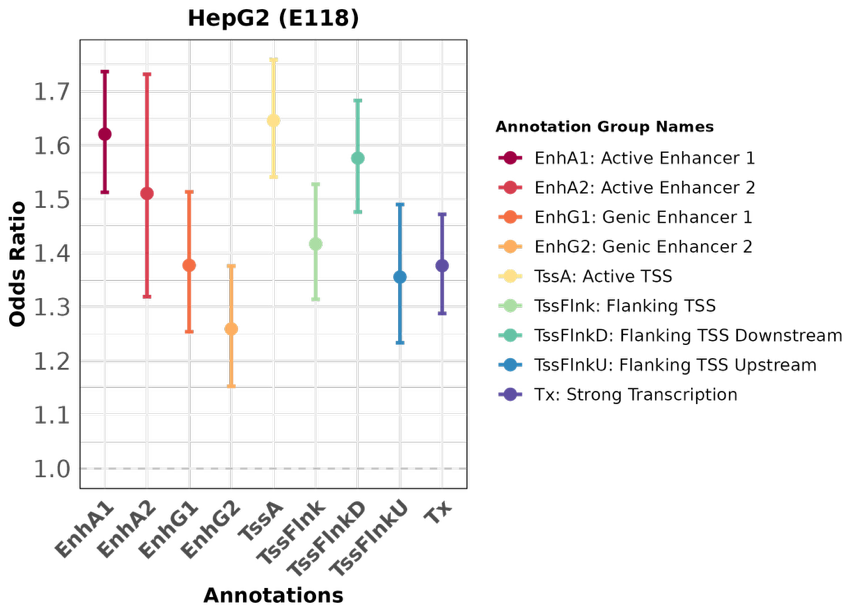 HepG2 (E118)
Odds Ratio
1.7
1.6
1.5
1.4
1.3
1.2
1.1
1.0
EnhA1
EnhA2
EnhG1
EnhG2
TssA
TssFlnk
TssFlnkD
TssFlnkU
Tx
Annotations
Annotation Group Names
EnhA1: Active Enhancer 1
EnhA2: Active Enhancer 2
EnhG1: Genic Enhancer 1
EnhG2: Genic Enhancer 2
TssA: Active TSS
TssFlnk: Flanking TSS
TssFlnkD: Flanking TSS Downstream
TssFlnkU: Flanking TSS Upstream
Tx: Strong Transcription